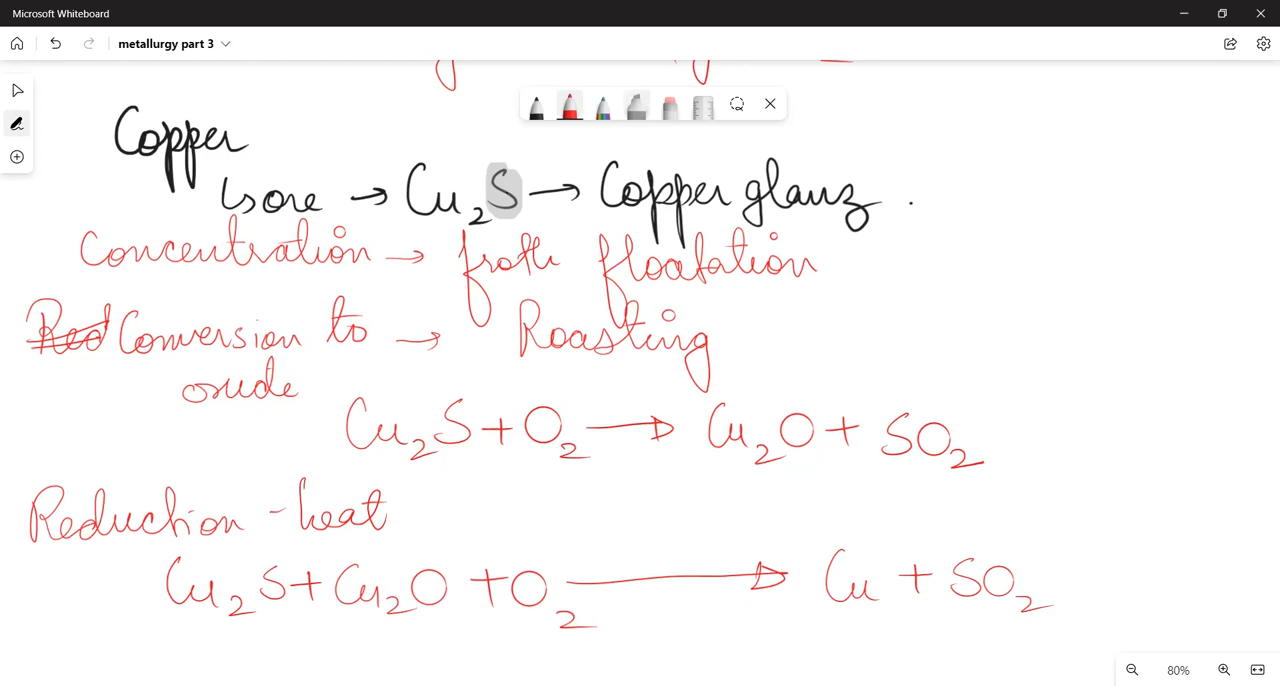 Microsoft Whiteboard
metallurgy part 3
Copper
ore → Cu₂S → Copper glanz .
Concentration → froth floatation
Red Conversion to → Roasting
oxide
Cu₂S + O₂ → Cu₂O + SO₂
Reduction - heat
Cu₂S + Cu₂O + O₂ → Cu + SO₂
80%